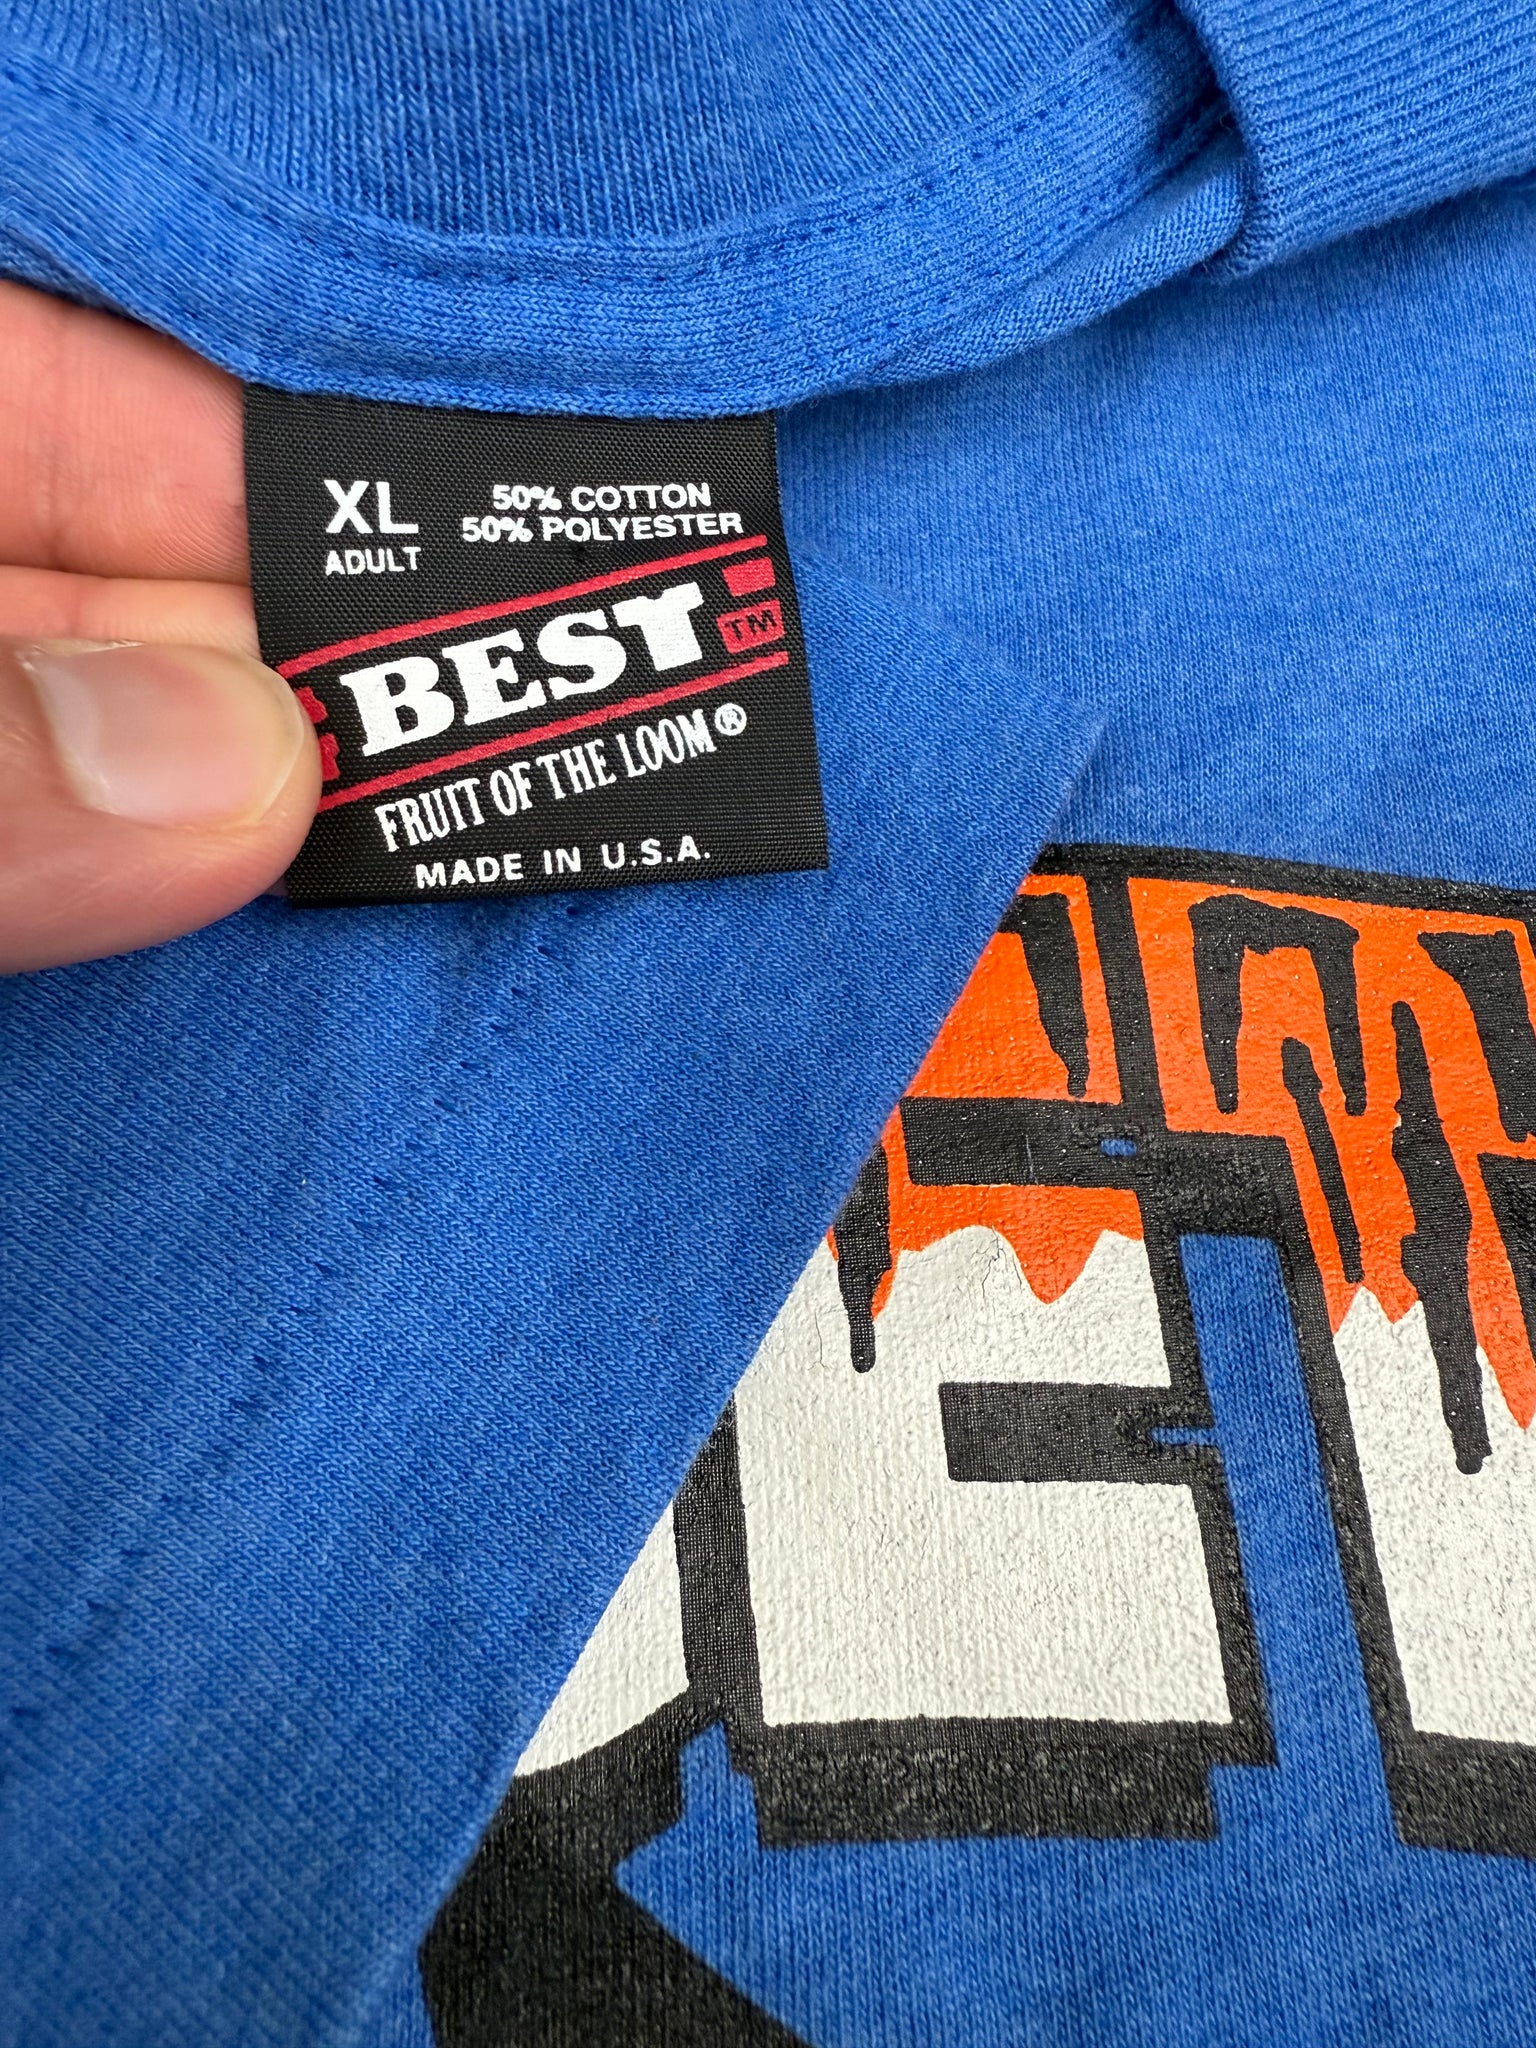 XL
ADULT
50% COTTON
50% POLYESTER
BEST
TM
FRUIT OF THE LOOM®
MADE IN U.S.A.